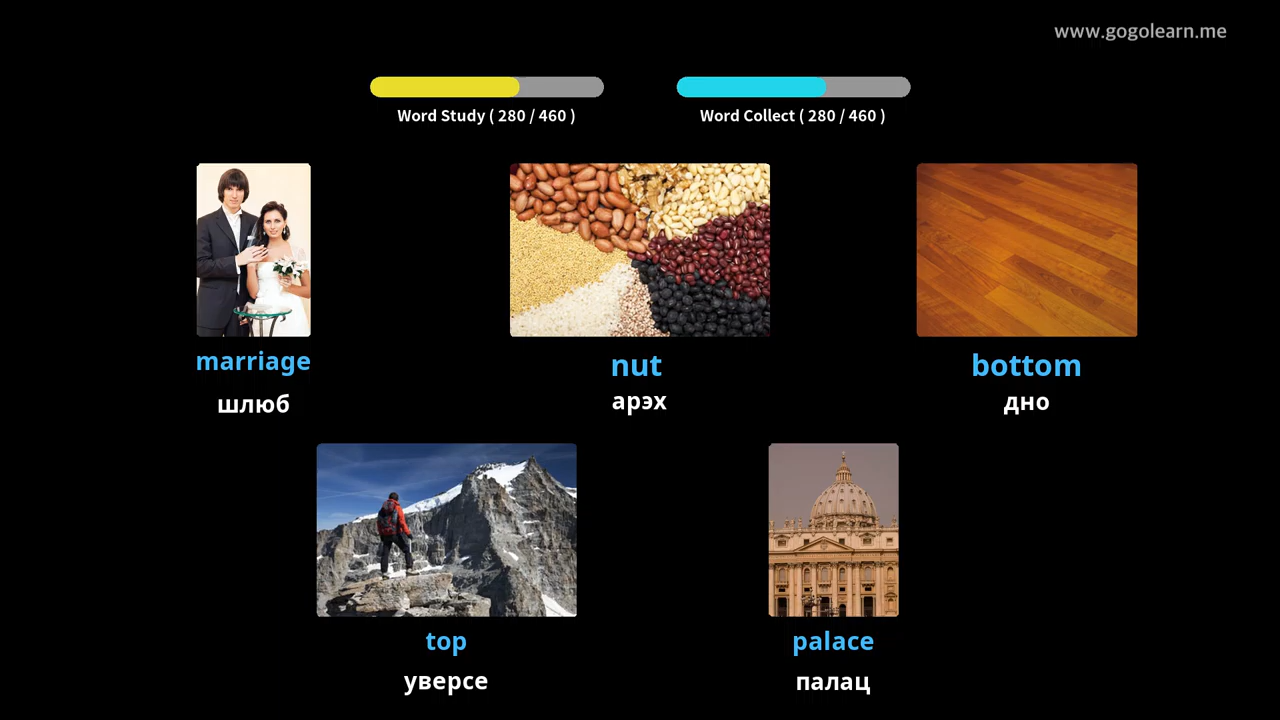 www.gogolearn.me
Word Study ( 280 / 460 )
Word Collect ( 280 / 460 )
marriage
шлюб
nut
арэх
bottom
дно
top
уверсе
palace
палац